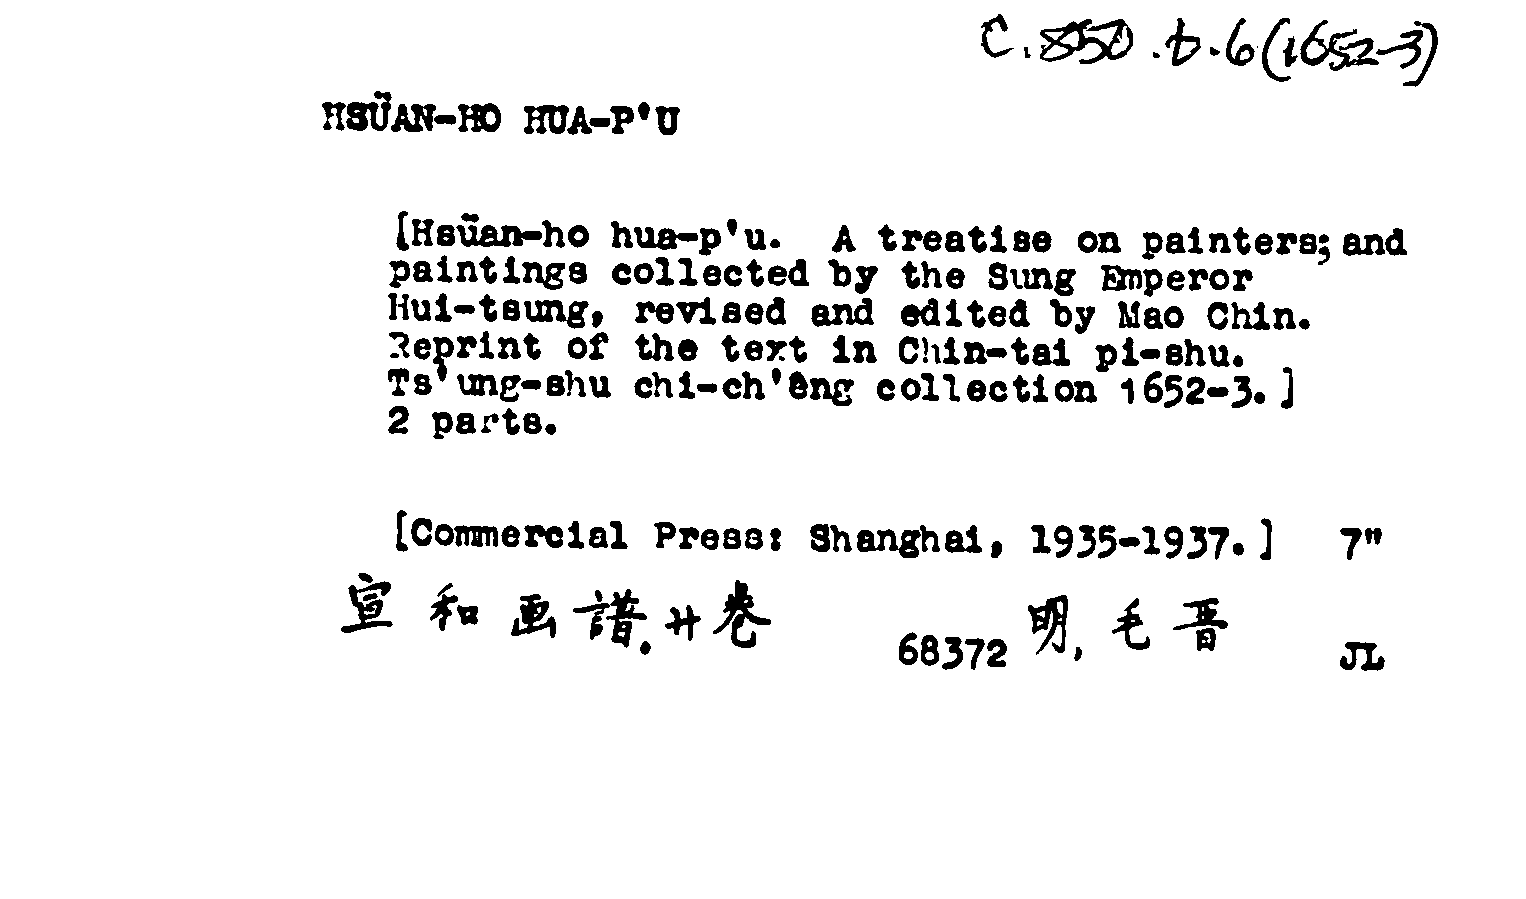 C.850.b.6(1652-3)
HSÜAN-HO HUA-P'U
[Hsüan-ho hua-p'u. A treatise on painters; and
paintings collected by the Sung Emperor
Hui-tsung, revised and edited by Mao Chin.
Reprint of the text in Chin-tai pi-shu.
Ts'ung-shu chi-ch'êng collection 1652-3.]
2 parts.
[Commercial Press: Shanghai, 1935-1937.] 7"
宣和画譜.廾卷 68372 明,毛晋 JL